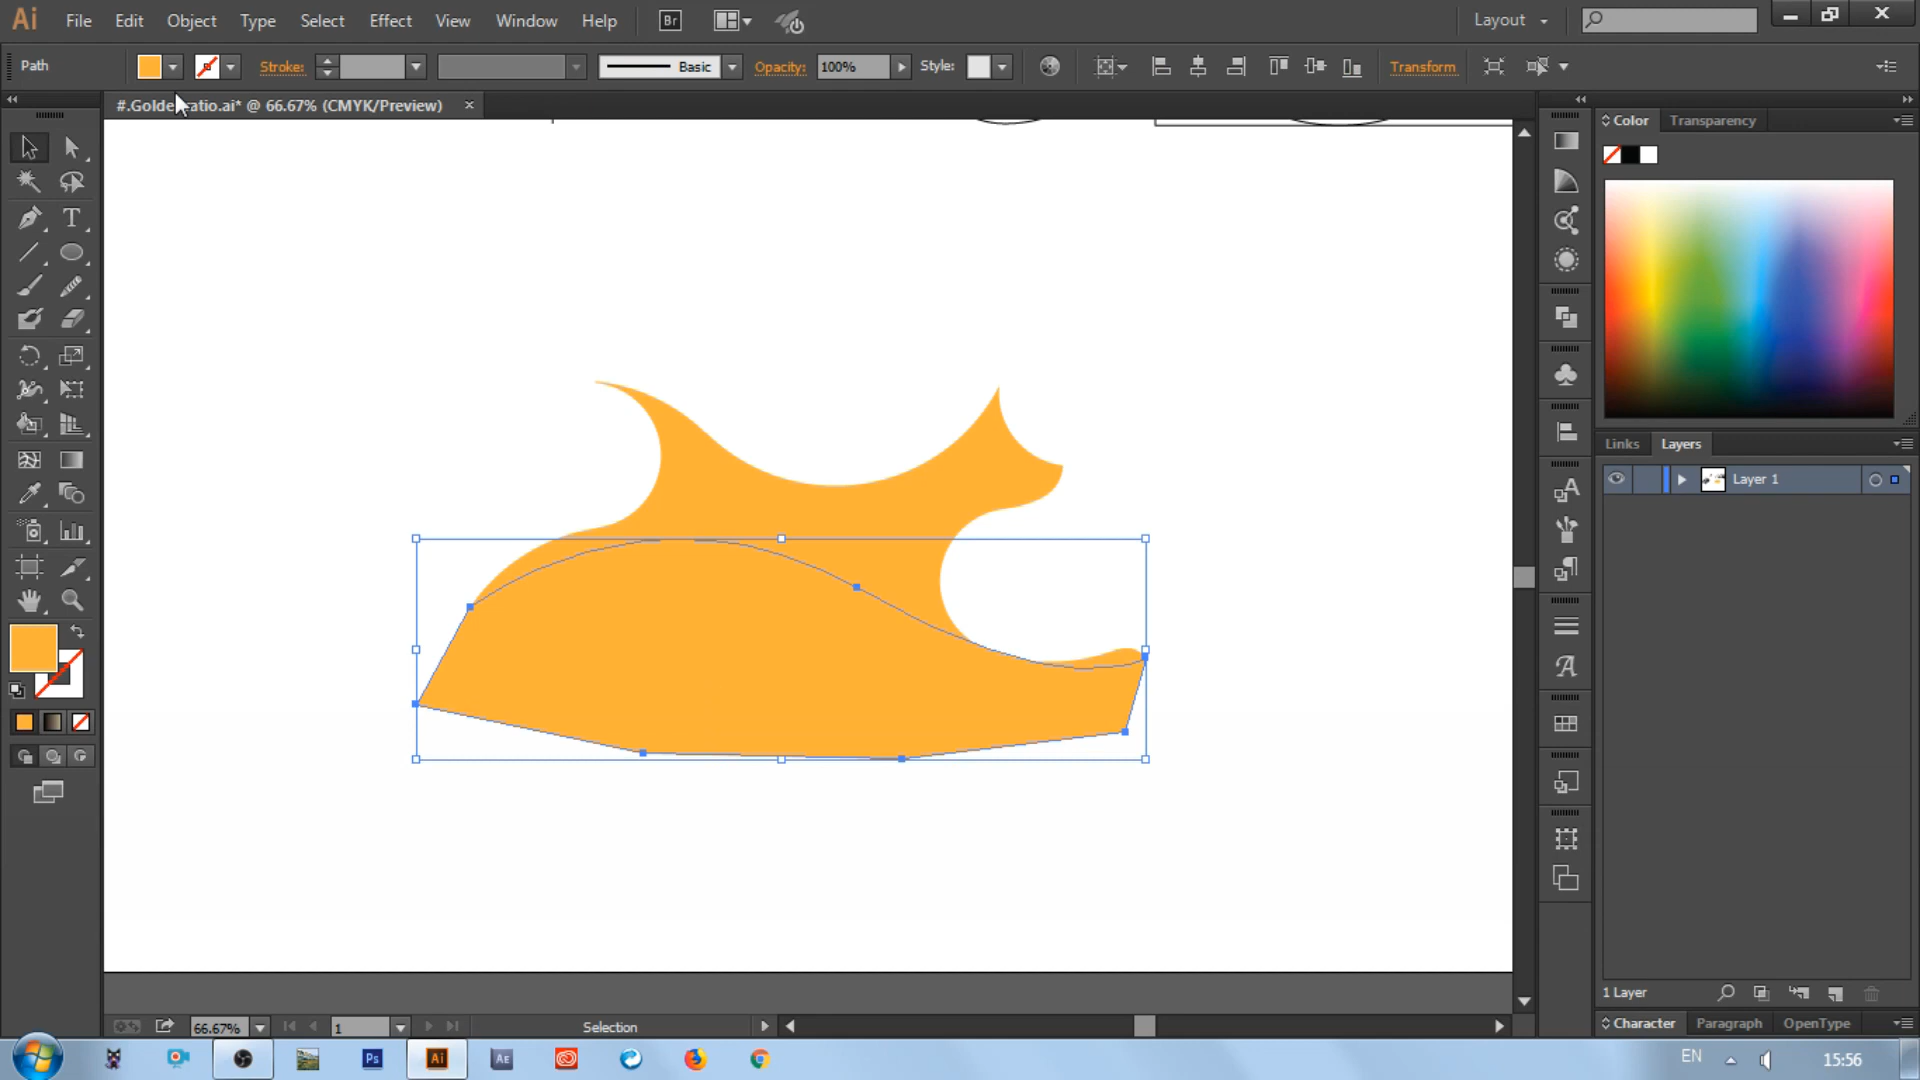 Ai File Edit Object Type Select Effect View Window Help Br Layout
Path Stroke: Basic Opacity: 100% Style: Transform
#.Golde ratio.ai* @ 66.67% (CMYK/Preview) ×
Color Transparency
Links Layers
Layer 1
1 Layer
Character Paragraph OpenType
66.67% 1 Selection
Ps Ai AE EN 15:56